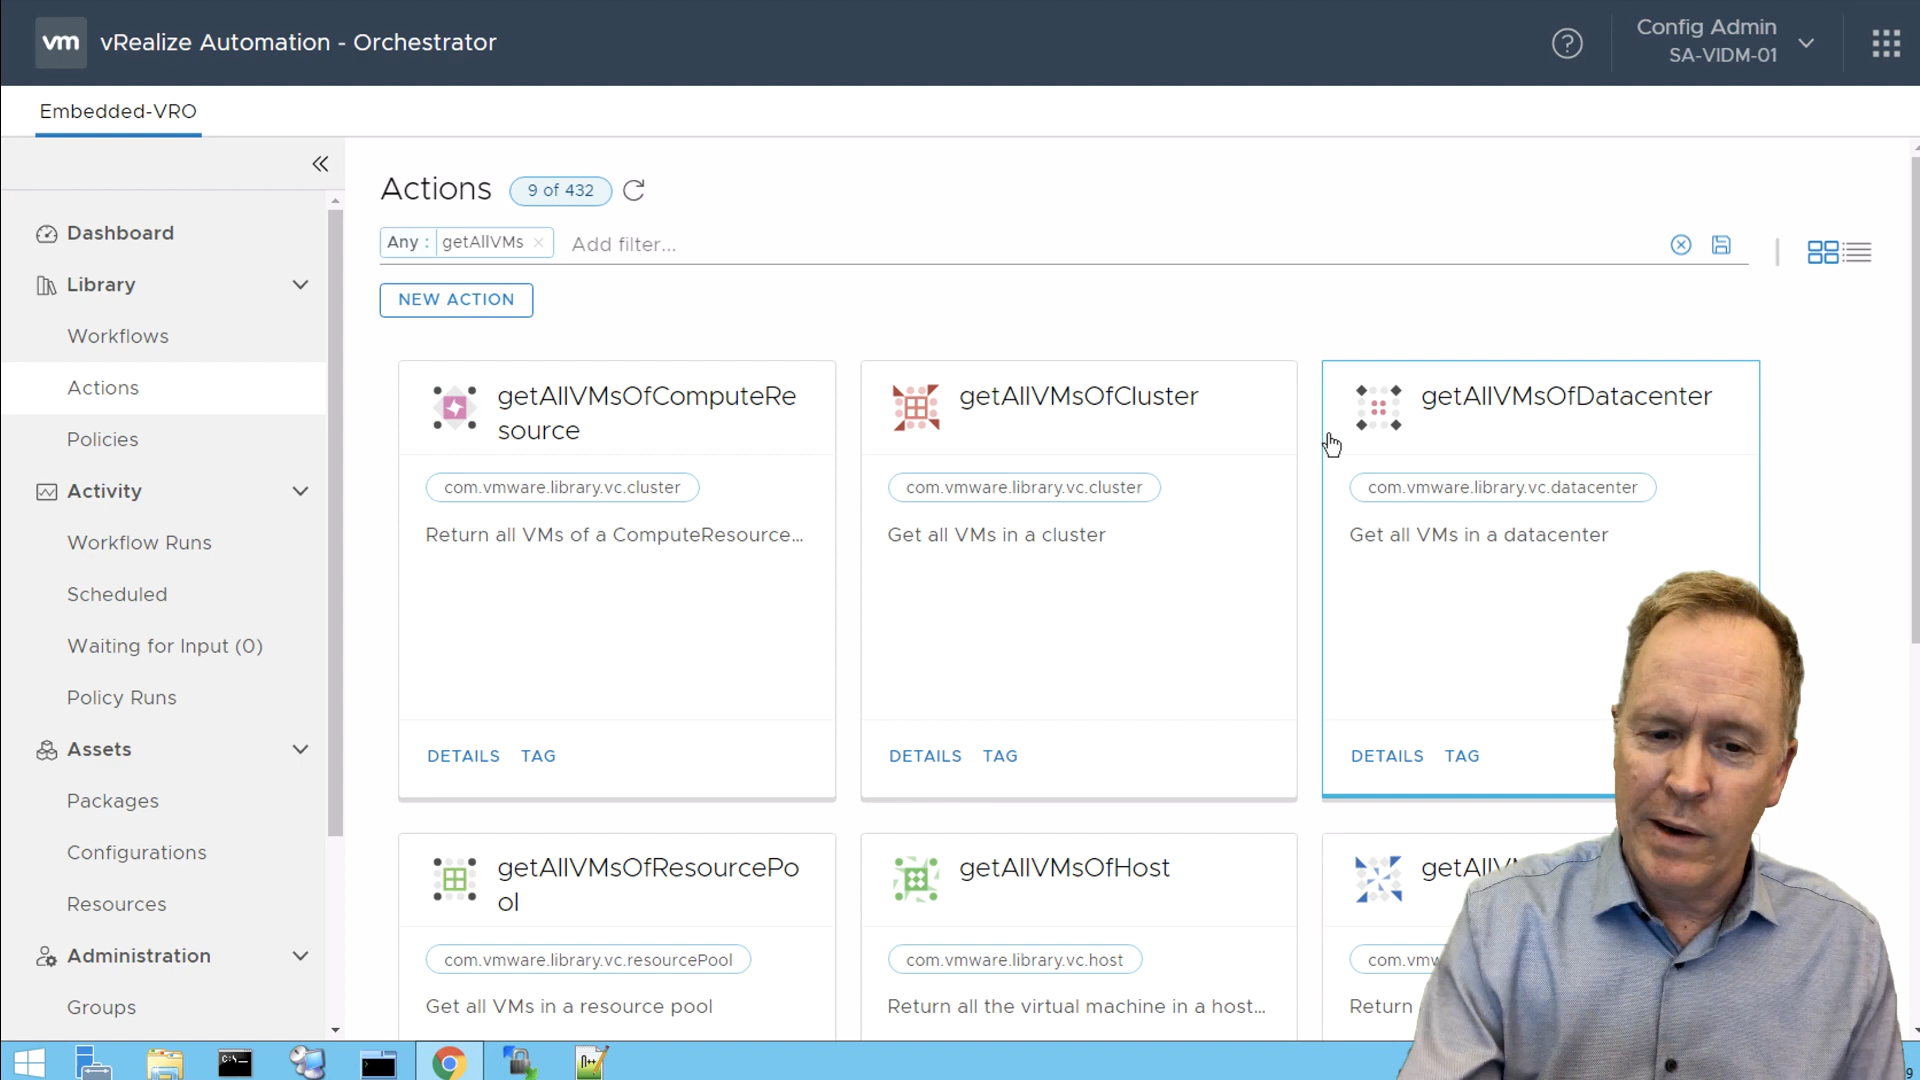 vm vRealize Automation - Orchestrator
Config Admin
SA-VIDM-01
Embedded-VRO
Dashboard
Library
Workflows
Actions
Policies
Activity
Workflow Runs
Scheduled
Waiting for Input (0)
Policy Runs
Assets
Packages
Configurations
Resources
Administration
Groups
Actions 9 of 432
Any : getAllVMs Add filter...
NEW ACTION
getAllVMsOfComputeRe
source
com.vmware.library.vc.cluster
Return all VMs of a ComputeResource...
DETAILS TAG
getAllVMsOfCluster
com.vmware.library.vc.cluster
Get all VMs in a cluster
DETAILS TAG
getAllVMsOfDatacenter
com.vmware.library.vc.datacenter
Get all VMs in a datacenter
DETAILS TAG
getAllVMsOfResourcePo
ol
com.vmware.library.vc.resourcePool
Get all VMs in a resource pool
getAllVMsOfHost
com.vmware.library.vc.host
Return all the virtual machine in a host...
Return